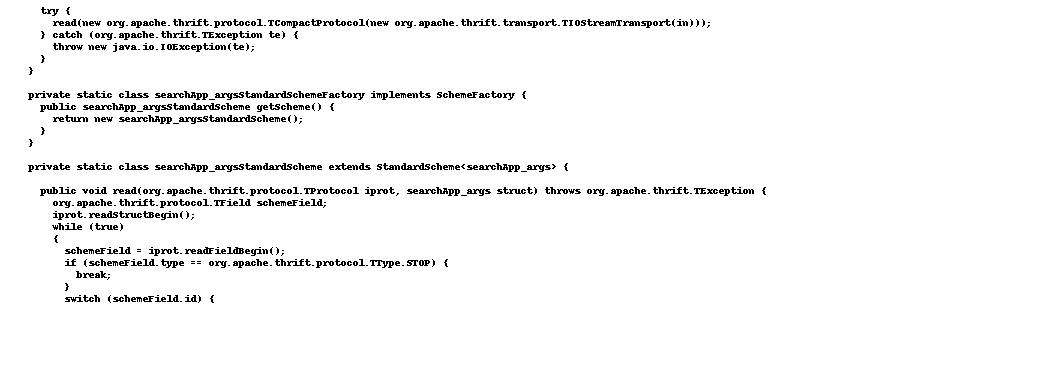 try {
read(new org.apache.thrift.protocol.TCompactProtocol(new org.apache.thrift.transport.TIOStreamTransport(in)));
} catch (org.apache.thrift.TException te) {
throw new java.io.IOException(te);
}
}
private static class searchApp_argsStandardSchemeFactory implements SchemeFactory {
public searchApp_argsStandardScheme getScheme() {
return new searchApp_argsStandardScheme();
}
}
private static class searchApp_argsStandardScheme extends StandardScheme<searchApp_args> {
public void read(org.apache.thrift.protocol.TProtocol iprot, searchApp_args struct) throws org.apache.thrift.TException {
org.apache.thrift.protocol.TField schemeField;
iprot.readStructBegin();
while (true)
{
schemeField = iprot.readFieldBegin();
if (schemeField.type == org.apache.thrift.protocol.TType.STOP) {
break;
}
switch (schemeField.id) {